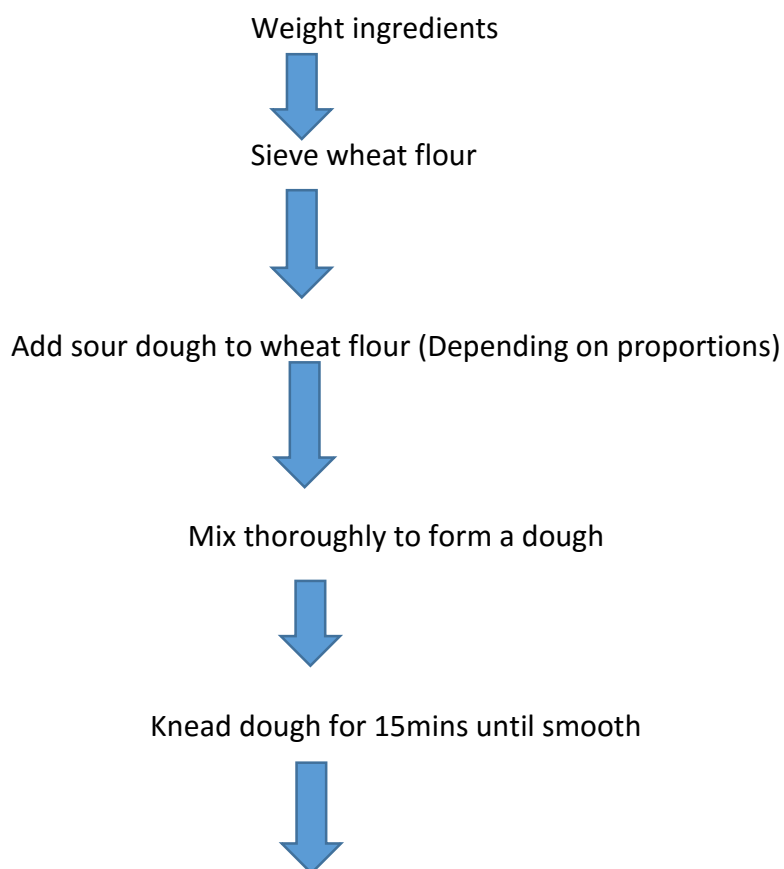 Weight ingredients
Sieve wheat flour
Add sour dough to wheat flour (Depending on proportions)
Mix thoroughly to form a dough
Knead dough for 15mins until smooth